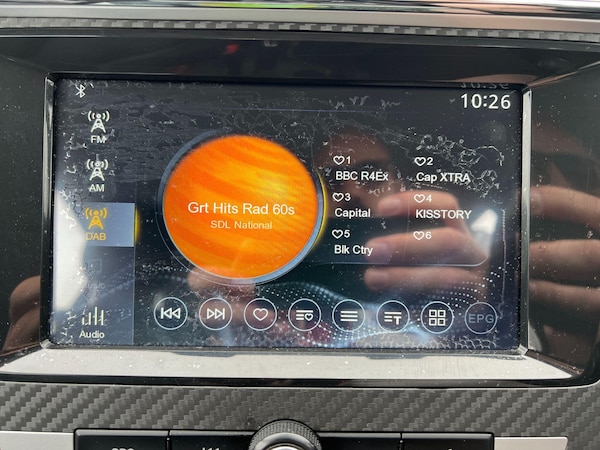 10:26
FM
AM
DAB
Audio
Grt Hits Rad 60s
SDL National
♡1
BBC R4Ex
♡2
Cap XTRA
♡3
Capital
♡4
KISSTORY
♡5
Blk Ctry
♡6
EPG